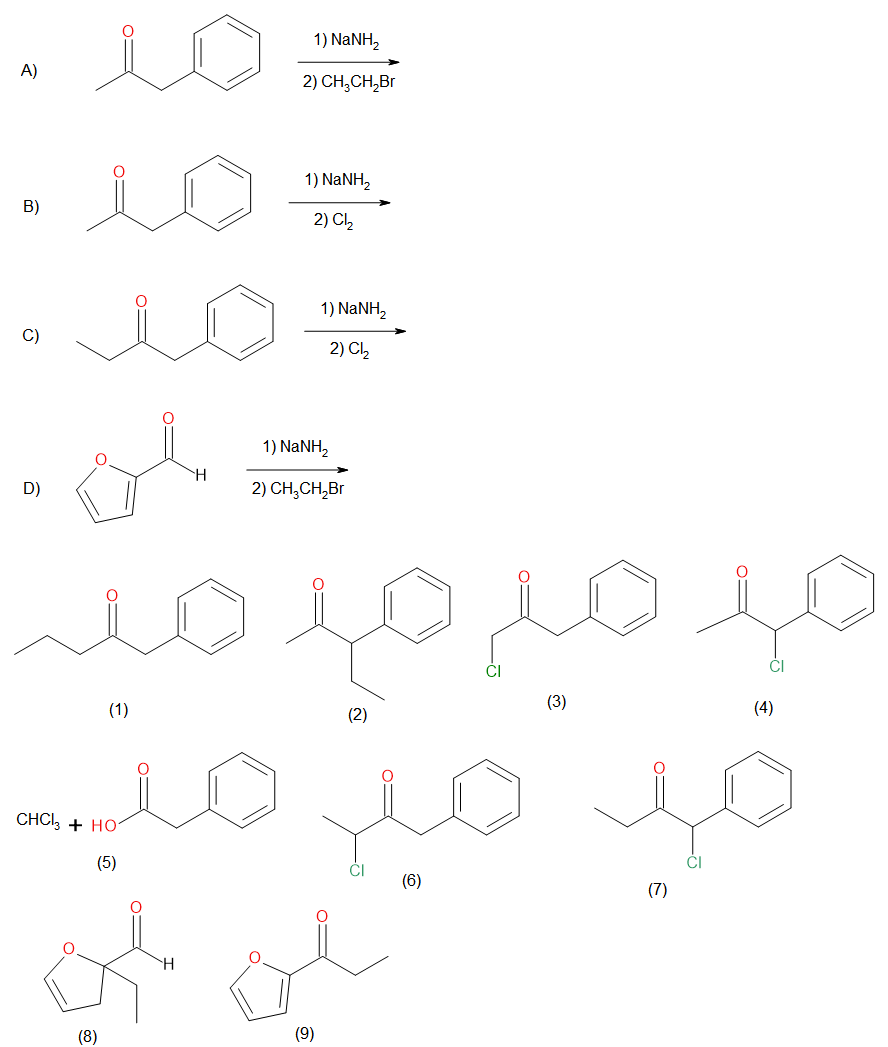 A)
O
1) NaNH2
2) CH3CH2Br
B)
O
1) NaNH2
2) Cl2
C)
O
1) NaNH2
2) Cl2
D)
O
O
H
1) NaNH2
2) CH3CH2Br
O
(1)
O
(2)
O
Cl
(3)
O
Cl
(4)
CHCl3 + HO
O
(5)
O
Cl
(6)
O
Cl
(7)
O
O
H
(8)
O
O
(9)